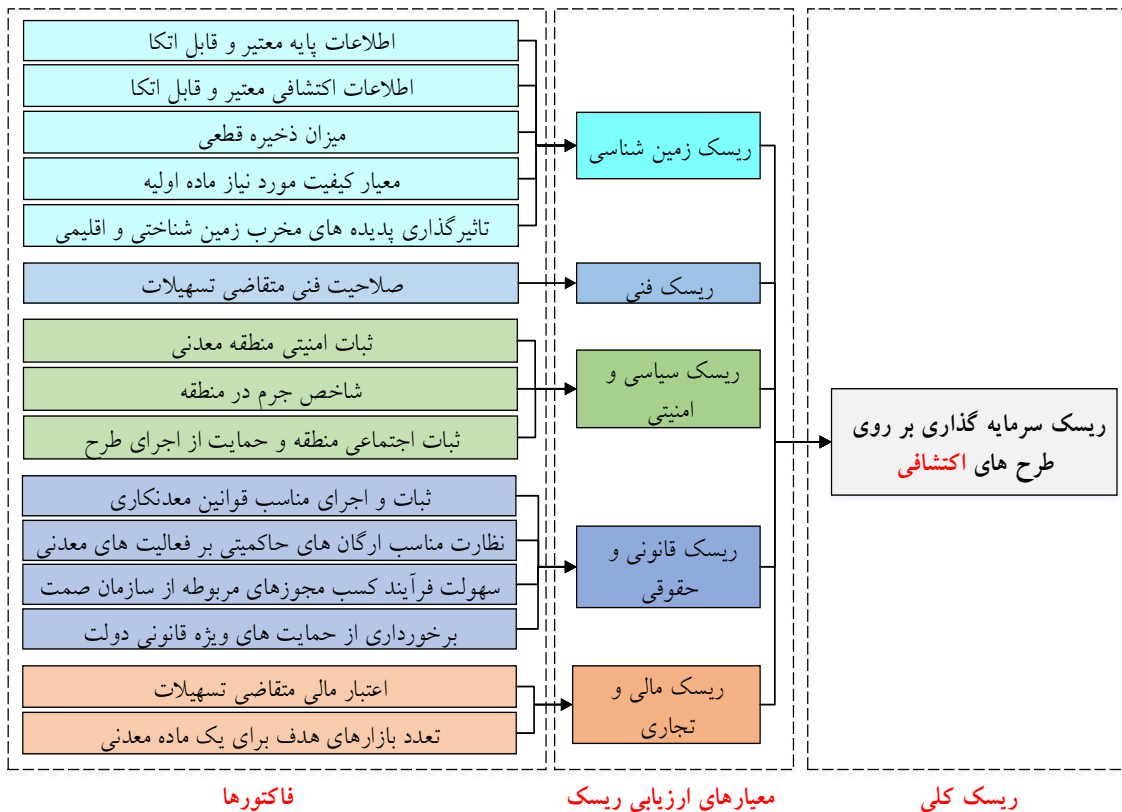 اطلاعات پایه معتبر و قابل اتکا
اطلاعات اکتشافی معتبر و قابل اتکا
میزان ذخیره قطعی
معیار کیفیت مورد نیاز ماده اولیه
تاثیرگذاری پدیده های مخرب زمین شناختی و اقلیمی
ریسک زمین شناسی
صلاحیت فنی متقاضی تسهیلات
ریسک فنی
ثبات امنیتی منطقه معدنی
شاخص جرم در منطقه
ثبات اجتماعی منطقه و حمایت از اجرای طرح
ریسک سیاسی و
امنیتی
ثبات و اجرای مناسب قوانین معدنکاری
نظارت مناسب ارگان های حاکمیتی بر فعالیت های معدنی
سهولت فرآیند کسب مجوزهای مربوطه از سازمان صمت
برخورداری از حمایت های ویژه قانونی دولت
ریسک قانونی و
حقوقی
اعتبار مالی متقاضی تسهیلات
تعدد بازارهای هدف برای یک ماده معدنی
ریسک مالی و
تجاری
ریسک سرمایه گذاری بر روی
طرح های اکتشافی
فاکتورها
معیارهای ارزیابی ریسک
ریسک کلی